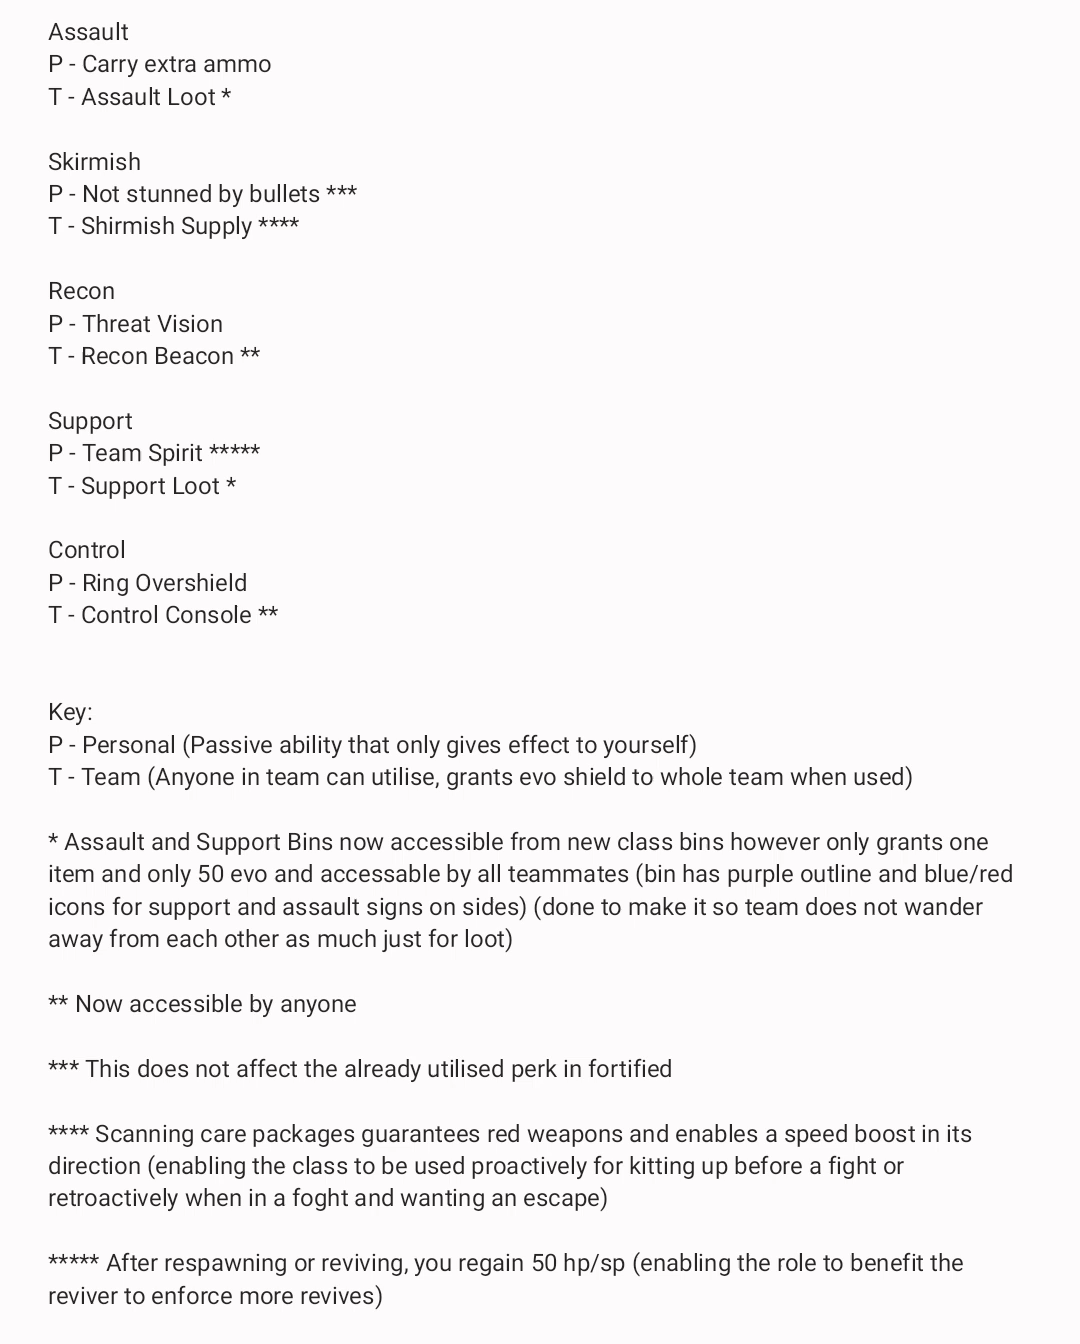 Assault
P - Carry extra ammo
T - Assault Loot *
Skirmish
P - Not stunned by bullets ***
T - Shirmish Supply ****
Recon
P - Threat Vision
T - Recon Beacon **
Support
P - Team Spirit *****
T - Support Loot *
Control
P - Ring Overshield
T - Control Console **
Key:
P - Personal (Passive ability that only gives effect to yourself)
T - Team (Anyone in team can utilise, grants evo shield to whole team when used)
* Assault and Support Bins now accessible from new class bins however only grants one
item and only 50 evo and accessable by all teammates (bin has purple outline and blue/red
icons for support and assault signs on sides) (done to make it so team does not wander
away from each other as much just for loot)
** Now accessible by anyone
*** This does not affect the already utilised perk in fortified
**** Scanning care packages guarantees red weapons and enables a speed boost in its
direction (enabling the class to be used proactively for kitting up before a fight or
retroactively when in a foght and wanting an escape)
***** After respawning or reviving, you regain 50 hp/sp (enabling the role to benefit the
reviver to enforce more revives)